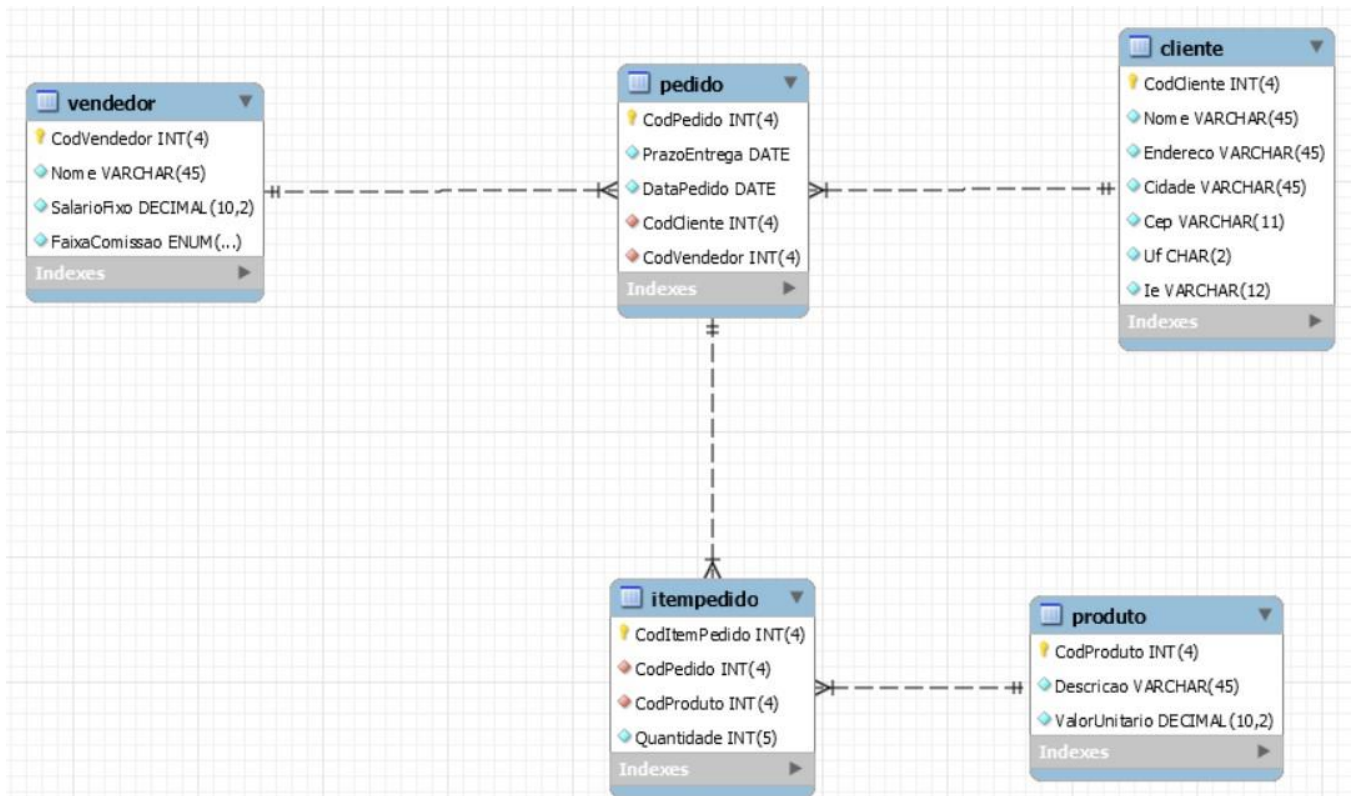 vendedor
CodVendedor INT(4)
Nome VARCHAR(45)
SalarioFixo DECIMAL(10,2)
FaixaComissao ENUM(...)
Indexes
pedido
CodPedido INT(4)
PrazoEntrega DATE
DataPedido DATE
CodCliente INT(4)
CodVendedor INT(4)
Indexes
cliente
CodCliente INT(4)
Nome VARCHAR(45)
Endereco VARCHAR(45)
Cidade VARCHAR(45)
Cep VARCHAR(11)
Uf CHAR(2)
Ie VARCHAR(12)
Indexes
itempedido
CodItemPedido INT(4)
CodPedido INT(4)
CodProduto INT(4)
Quantidade INT(5)
Indexes
produto
CodProduto INT(4)
Descricao VARCHAR(45)
ValorUnitario DECIMAL(10,2)
Indexes